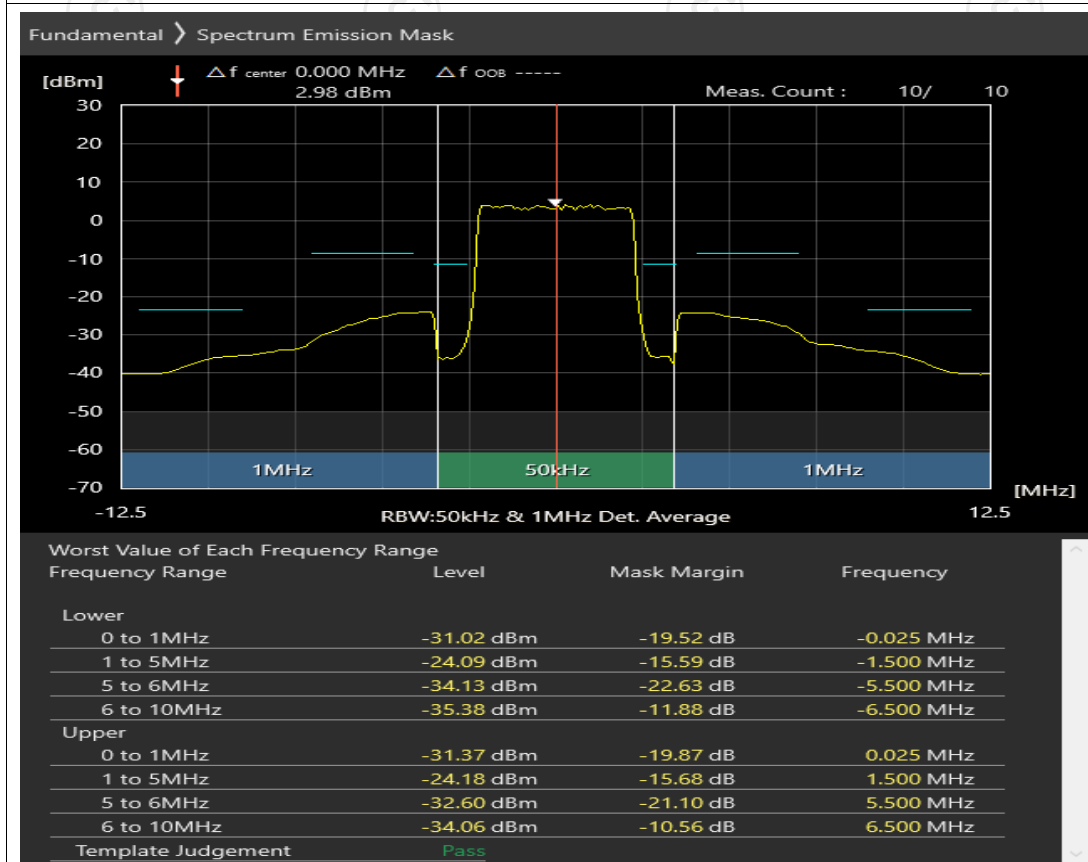 Fundamental ❯ Spectrum Emission Mask
△f center 0.000 MHz △f OOB -----
[dBm] 2.98 dBm Meas. Count : 10/ 10
30
20
10
0
-10
-20
-30
-40
-50
-60
1MHz 50kHz 1MHz
-70 [MHz]
-12.5 RBW:50kHz & 1MHz Det. Average 12.5
Worst Value of Each Frequency Range
Frequency Range Level Mask Margin Frequency
Lower
0 to 1MHz -31.02 dBm -19.52 dB -0.025 MHz
1 to 5MHz -24.09 dBm -15.59 dB -1.500 MHz
5 to 6MHz -34.13 dBm -22.63 dB -5.500 MHz
6 to 10MHz -35.38 dBm -11.88 dB -6.500 MHz
Upper
0 to 1MHz -31.37 dBm -19.87 dB 0.025 MHz
1 to 5MHz -24.18 dBm -15.68 dB 1.500 MHz
5 to 6MHz -32.60 dBm -21.10 dB 5.500 MHz
6 to 10MHz -34.06 dBm -10.56 dB 6.500 MHz
Template Judgement Pass